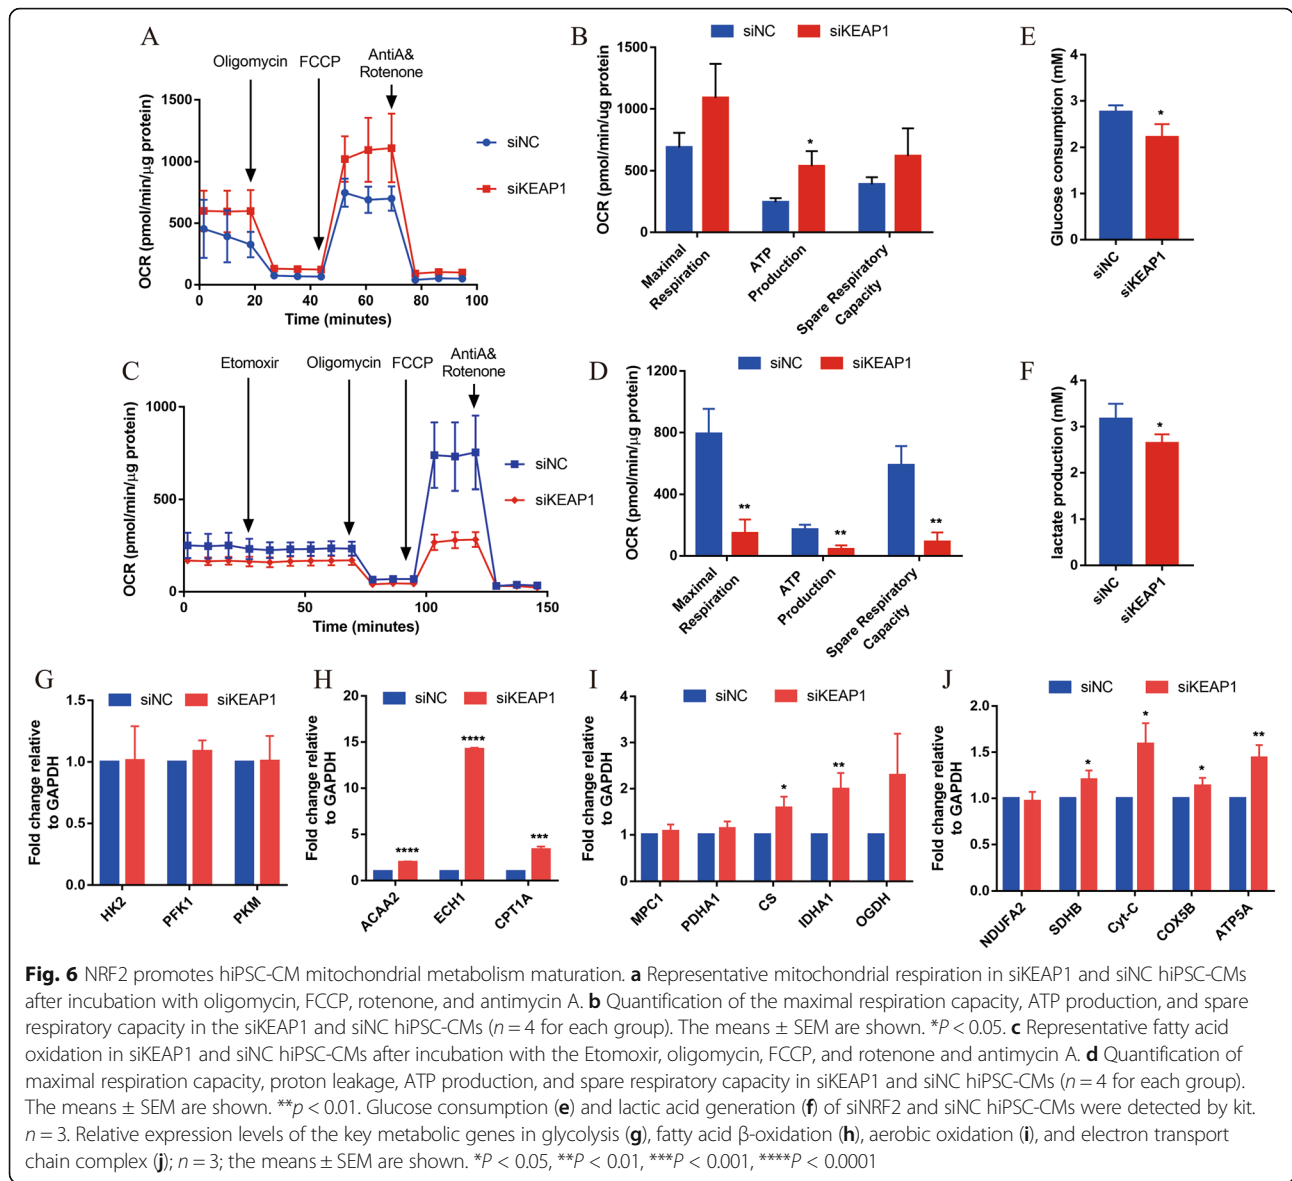 A
Oligomycin
FCCP
AntiA&
Rotenone
OCR (pmol/min/μg protein)
1500
1000
500
0
0 20 40 60 80 100
Time (minutes)
siNC
siKEAP1
B
siNC siKEAP1
OCR (pmol/min/ug protein)
1500
1000
500
0
*
Maximal
Respiration
ATP
Production
Spare Respiratory
Capacity
E
Glucose consumption (mM)
4
3
2
1
0
*
siNC
siKEAP1
C
Etomoxir
Oligomycin
FCCP
AntiA&
Rotenone
OCR (pmol/min/μg protein)
1000
500
0
0 50 100 150
Time (minutes)
siNC
siKEAP1
D
siNC siKEAP1
OCR (pmol/min/μg protein)
1200
800
400
0
** ** **
Maximal
Respiration
ATP
Production
Spare Respiratory
Capacity
F
lactate production (mM)
4
3
2
1
0
*
siNC
siKEAP1
G
siNC siKEAP1
Fold change relative
to GAPDH
1.5
1.0
0.5
0.0
HK2
PFK1
PKM
H
siNC siKEAP1
Fold change relative
to GAPDH
20
15
10
5
0
**** **** ***
ACAA2
ECH1
CPT1A
I
siNC siKEAP1
Fold change relative
to GAPDH
4
3
2
1
0
* **
MPC1
PDHA1
CS
IDHA1
OGDH
J
siNC siKEAP1
Fold change relative
to GAPDH
2.0
1.5
1.0
0.5
0.0
* * * **
NDUFA2
SDHB
Cyt-C
COX5B
ATP5A
Fig. 6 NRF2 promotes hiPSC-CM mitochondrial metabolism maturation. a Representative mitochondrial respiration in siKEAP1 and siNC hiPSC-CMs
after incubation with oligomycin, FCCP, rotenone, and antimycin A. b Quantification of the maximal respiration capacity, ATP production, and spare
respiratory capacity in the siKEAP1 and siNC hiPSC-CMs (n = 4 for each group). The means ± SEM are shown. *P < 0.05. c Representative fatty acid
oxidation in siKEAP1 and siNC hiPSC-CMs after incubation with the Etomoxir, oligomycin, FCCP, and rotenone and antimycin A. d Quantification of
maximal respiration capacity, proton leakage, ATP production, and spare respiratory capacity in siKEAP1 and siNC hiPSC-CMs (n = 4 for each group).
The means ± SEM are shown. **p < 0.01. Glucose consumption (e) and lactic acid generation (f) of siNRF2 and siNC hiPSC-CMs were detected by kit.
n = 3. Relative expression levels of the key metabolic genes in glycolysis (g), fatty acid β-oxidation (h), aerobic oxidation (i), and electron transport
chain complex (j); n = 3; the means ± SEM are shown. *P < 0.05, **P < 0.01, ***P < 0.001, ****P < 0.0001